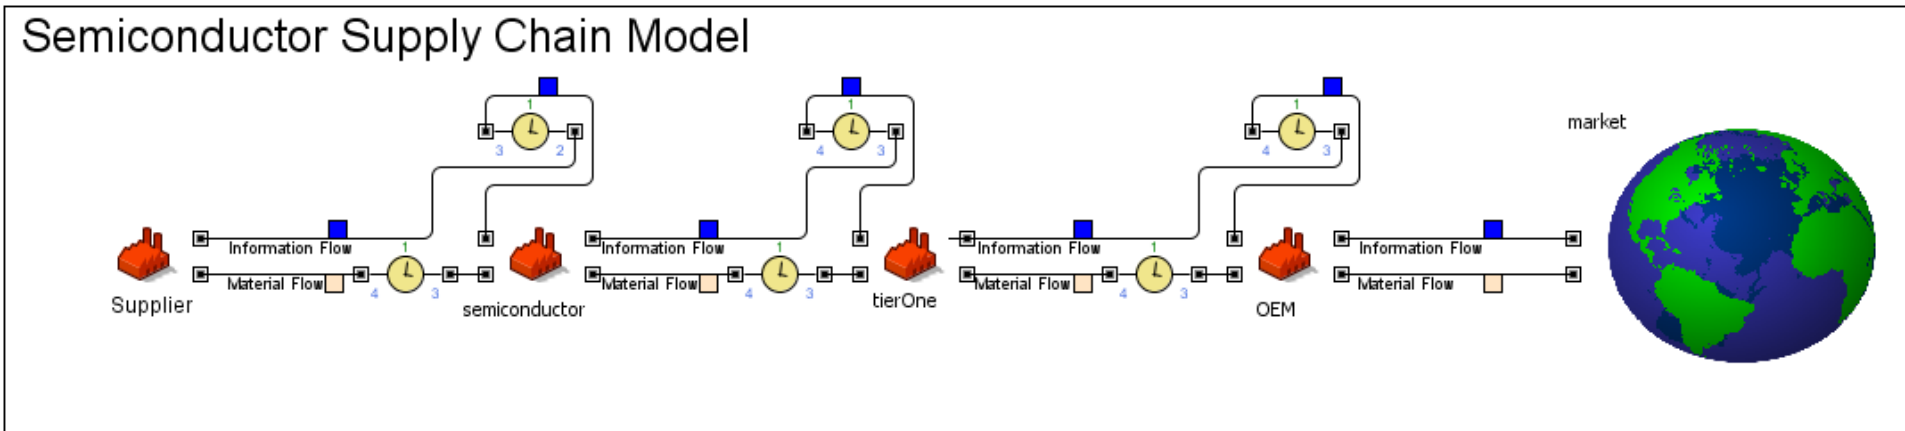 Semiconductor Supply Chain Model
1
3 2
1
4 3
1
4 3
market
Information Flow
Information Flow
Information Flow
Information Flow
1
1
1
Material Flow
4 3
Material Flow
4 3
Material Flow
4 3
Material Flow
Supplier
semiconductor
tierOne
OEM